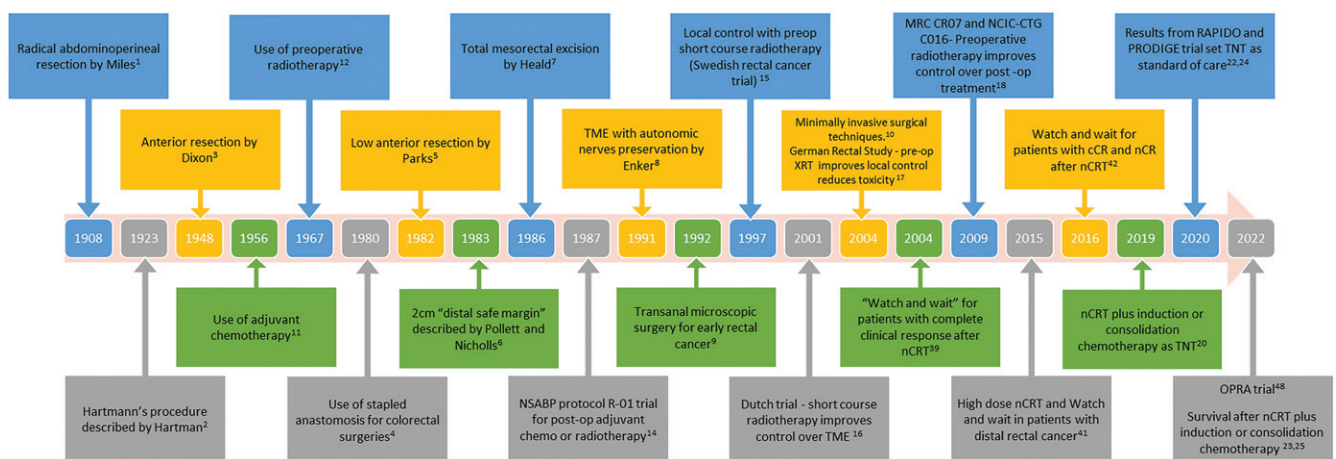 Radical abdominoperineal
resection by Miles1
Use of preoperative
radiotherapy12
Total mesorectal excision
by Heald7
Local control with preop
short course radiotherapy
(Swedish rectal cancer
trial) 15
MRC CR07 and NCIC-CTG
C016- Preoperative
radiotherapy improves
control over post -op
treatment18
Results from RAPIDO and
PRODIGE trial set TNT as
standard of care22,24
Anterior resection by
Dixon3
Low anterior resection by
Parks5
TME with autonomic
nerves preservation by
Enker8
Minimally invasive surgical
techniques.10
German Rectal Study - pre-op
XRT improves local control
reduces toxicity17
Watch and wait for
patients with cCR and nCR
after nCRT42
1908 1923 1948 1956 1967 1980 1982 1983 1986 1987 1991 1992 1997 2001 2004 2004 2009 2015 2016 2019 2020 2022
Use of adjuvant
chemotherapy11
2cm “distal safe margin”
described by Pollett and
Nicholls6
Transanal microscopic
surgery for early rectal
cancer9
“Watch and wait” for
patients with complete
clinical response after
nCRT39
nCRT plus induction or
consolidation
chemotherapy as TNT20
Hartmann’s procedure
described by Hartman2
Use of stapled
anastomosis for colorectal
surgeries4
NSABP protocol R-01 trial
for post-op adjuvant
chemo or radiotherapy14
Dutch trial - short course
radiotherapy improves
control over TME 16
High dose nCRT and Watch
and wait in patients with
distal rectal cancer41
OPRA trial48
Survival after nCRT plus
induction or consolidation
chemotherapy 23,25